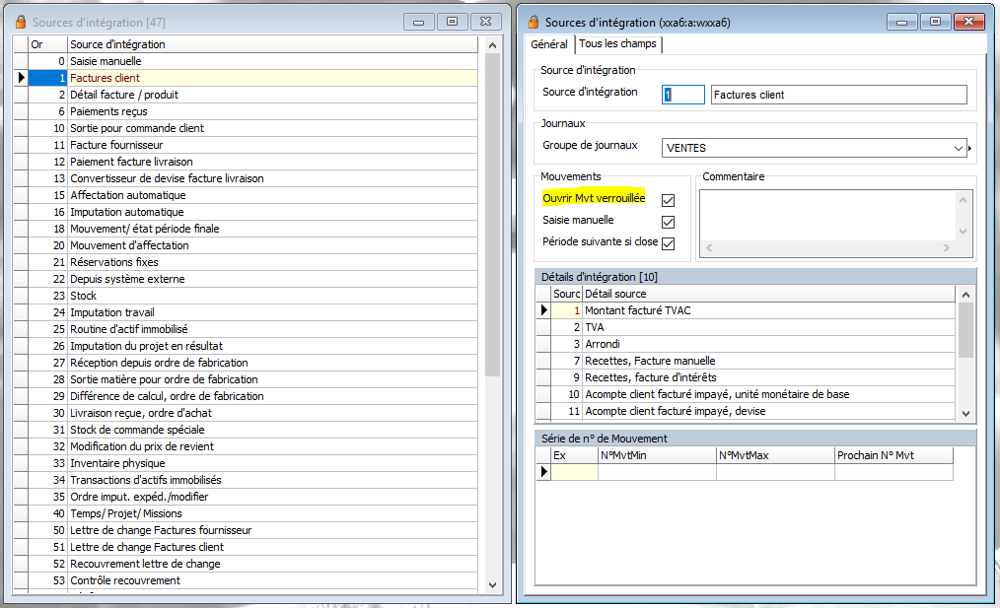 Sources d'intégration [47]
Or Source d'intégration
0 Saisie manuelle
1 Factures client
2 Détail facture / produit
6 Paiements reçus
10 Sortie pour commande client
11 Facture fournisseur
12 Paiement facture livraison
13 Convertisseur de devise facture livraison
15 Affectation automatique
16 Imputation automatique
18 Mouvement/ état période finale
20 Mouvement d'affectation
21 Réservations fixes
22 Depuis système externe
23 Stock
24 Imputation travail
25 Routine d'actif immobilisé
26 Imputation du projet en résultat
27 Réception depuis ordre de fabrication
28 Sortie matière pour ordre de fabrication
29 Différence de calcul, ordre de fabrication
30 Livraison reçue, ordre d'achat
31 Stock de commande spéciale
32 Modification du prix de revient
33 Inventaire physique
34 Transactions d'actifs immobilisés
35 Ordre imput. expéd./modifier
40 Temps/ Projet/ Missions
50 Lettre de change Factures fournisseur
51 Lettre de change Factures client
52 Recouvrement lettre de change
53 Contrôle recouvrement
Sources d'intégration (xxa6:a:wxxa6)
Général Tous les champs
Source d'intégration
Source d'intégration 1 Factures client
Journaux
Groupe de journaux VENTES
Mouvements
Ouvrir Mvt verrouillée
Saisie manuelle
Période suivante si close
Commentaire
Détails d'intégration [10]
Sourc Détail source
1 Montant facturé TVAC
2 TVA
3 Arrondi
7 Recettes, Facture manuelle
9 Recettes, facture d'intérêts
10 Acompte client facturé impayé, unité monétaire de base
11 Acompte client facturé impayé, devise
Série de n° de Mouvement
Ex N°MvtMin N°MvtMax Prochain N° Mvt